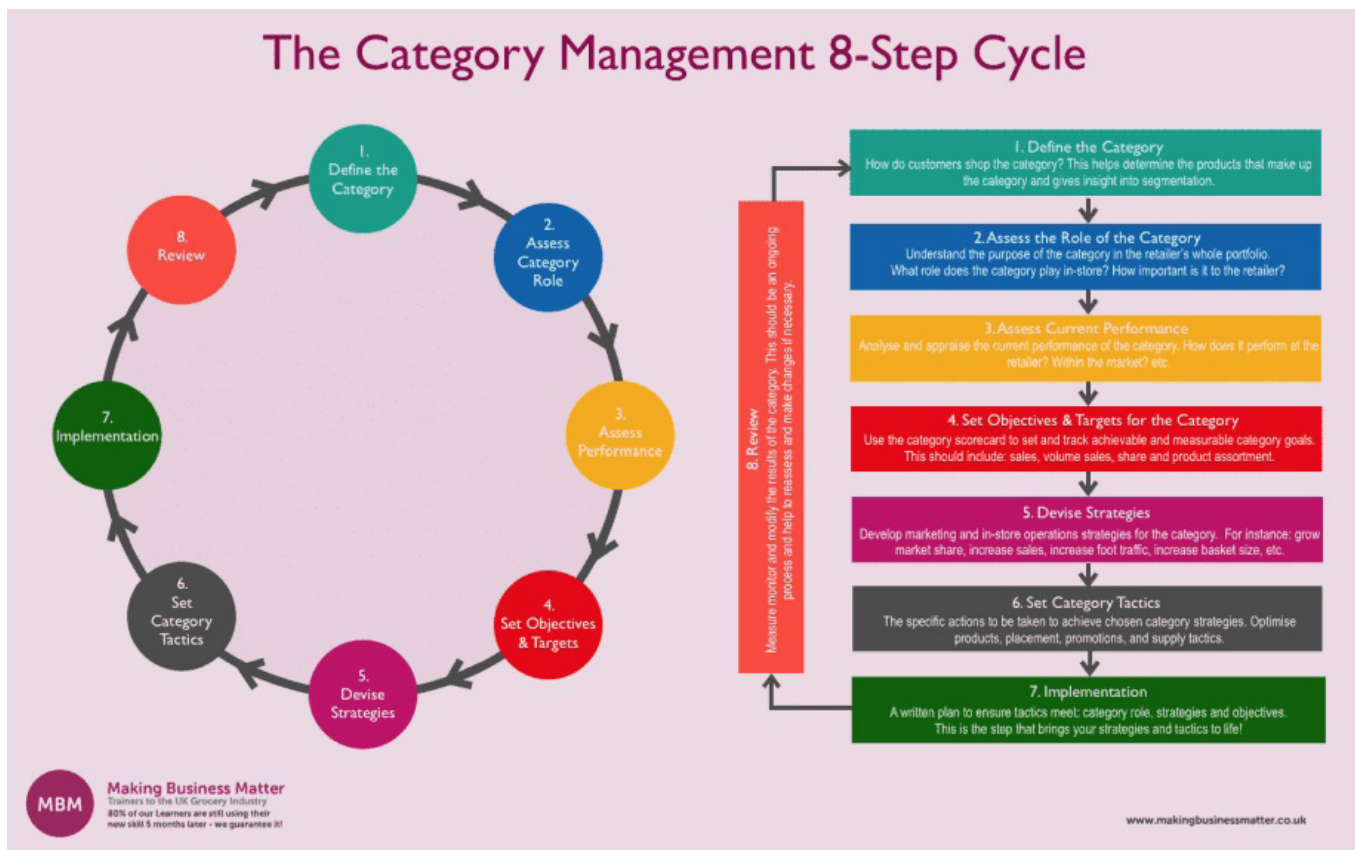 The Category Management 8-Step Cycle
1.
Define the
Category
2.
Assess
Category
Role
3.
Assess
Performance
4.
Set Objectives
& Targets
5.
Devise
Strategies
6.
Set
Category
Tactics
7.
Implementation
8.
Review
1. Define the Category
How do customers shop the category? This helps determine the products that make up
the category and gives insight into segmentation.
2. Assess the Role of the Category
Understand the purpose of the category in the retailer's whole portfolio.
What role does the category play in-store? How important is it to the retailer?
3. Assess Current Performance
Analyse and appraise the current performance of the category. How does it perform at the
retailer? Within the market? etc.
4. Set Objectives & Targets for the Category
Use the category scorecard to set and track achievable and measurable category goals.
This should include: sales, volume sales, share and product assortment.
5. Devise Strategies
Develop marketing and in-store operations strategies for the category. For instance: grow
market share, increase sales, increase foot traffic, increase basket size, etc.
6. Set Category Tactics
The specific actions to be taken to achieve chosen category strategies. Optimise
products, placement, promotions, and supply tactics.
7. Implementation
A written plan to ensure tactics meet: category role, strategies and objectives.
This is the step that brings your strategies and tactics to life!
8. Review
Measure monitor and modify the results of the category. This should be an ongoing
process and help to reassess and make changes if necessary.
MBM
Making Business Matter
Trainers to the UK Grocery Industry
80% of our Learners are still using their
new skill 5 months later - we guarantee it!
www.makingbusinessmatter.co.uk